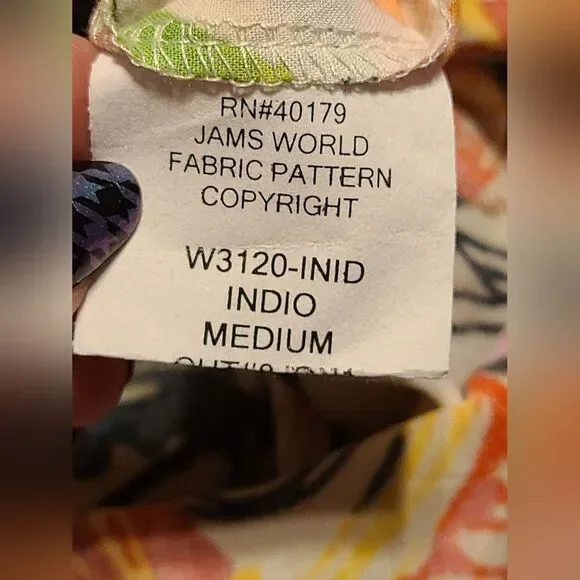 RN#40179
JAMS WORLD
FABRIC PATTERN
COPYRIGHT
W3120-INID
INDIO
MEDIUM